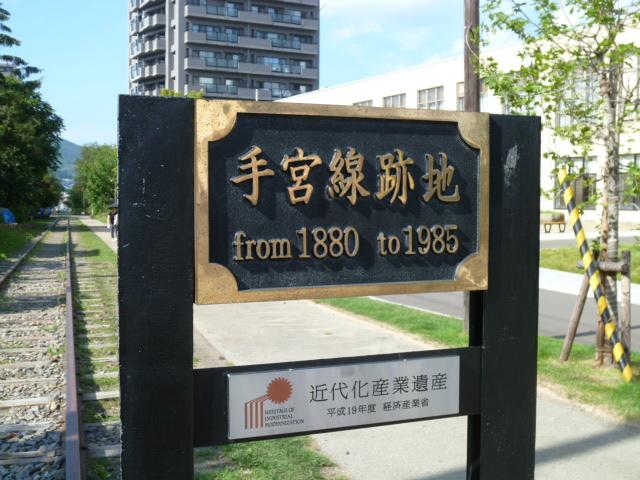 手宮線跡地
from 1880 to 1985
HERITAGE OF
INDUSTRIAL
MODERNIZATION
近代化産業遺産
平成19年度 経済産業省